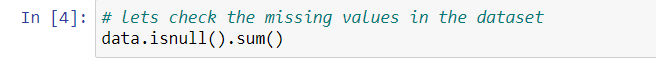 In [4]: # lets check the missing values in the dataset
data.isnull().sum()